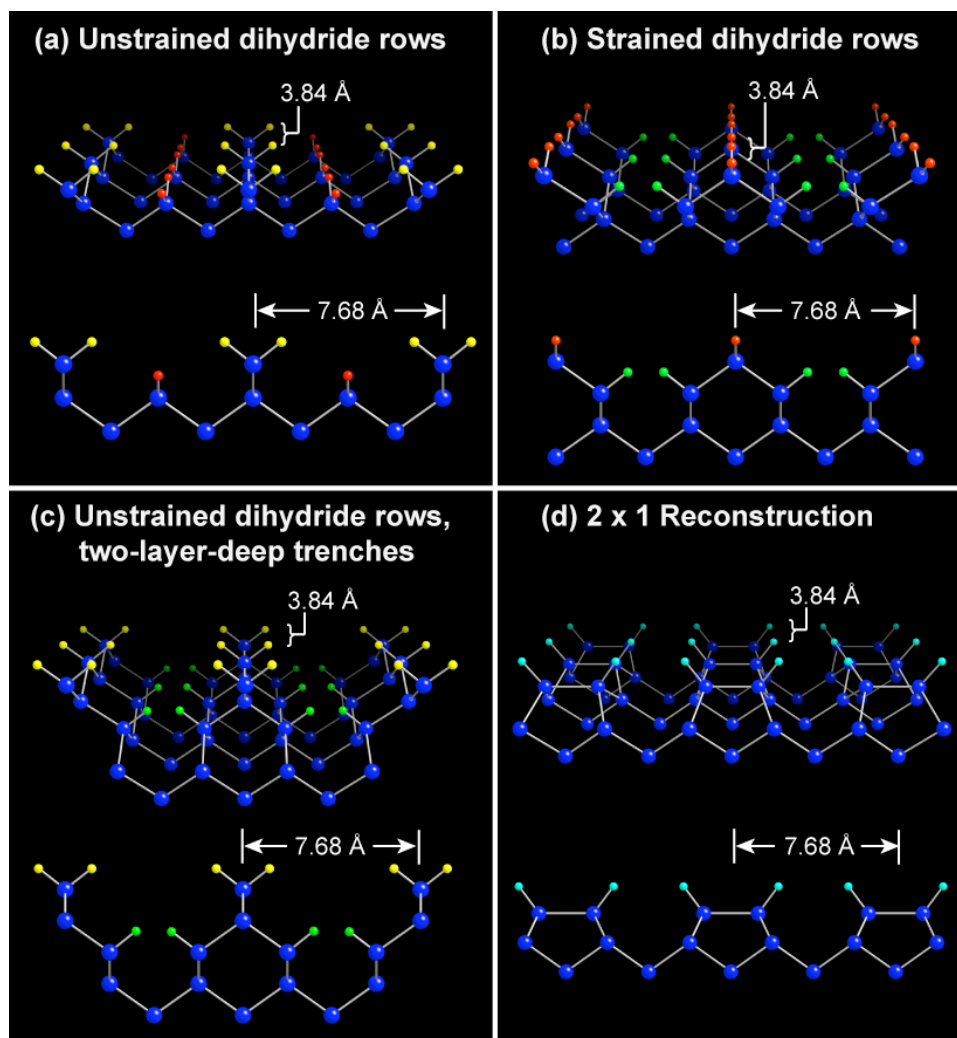 (a) Unstrained dihydride rows
3.84 Å
7.68 Å
(b) Strained dihydride rows
3.84 Å
7.68 Å
(c) Unstrained dihydride rows,
two-layer-deep trenches
3.84 Å
7.68 Å
(d) 2 x 1 Reconstruction
3.84 Å
7.68 Å